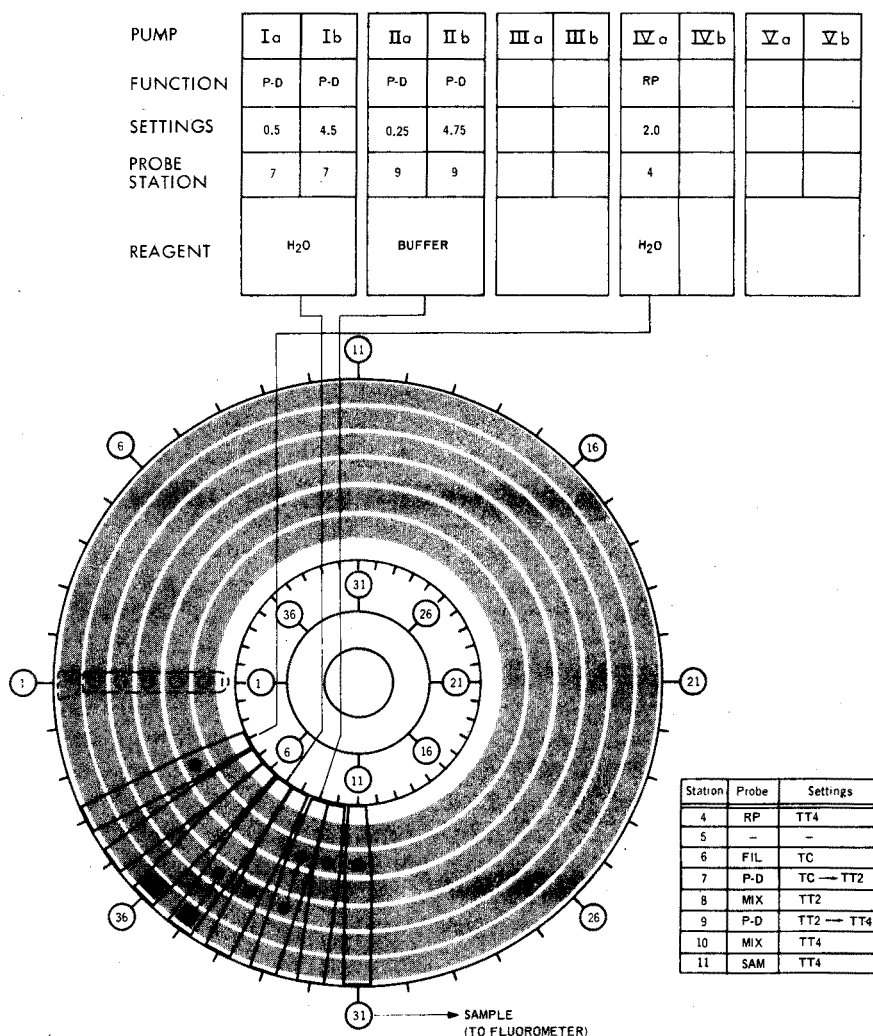 PUMP Ia Ib IIa IIb IIIa IIIb IVa IVb Va Vb
FUNCTION P-D P-D P-D P-D RP
SETTINGS 0.5 4.5 0.25 4.75 2.0
PROBE STATION 7 7 9 9 4
REAGENT H2O BUFFER H2O
11
6
16
31
36
26
1
1
21
21
6
16
11
36
26
31
SAMPLE
(TO FLUOROMETER)
Station Probe Settings
4 RP TT4
5 – –
6 FIL TC
7 P-D TC → TT2
8 MIX TT2
9 P-D TT2 → TT4
10 MIX TT4
11 SAM TT4